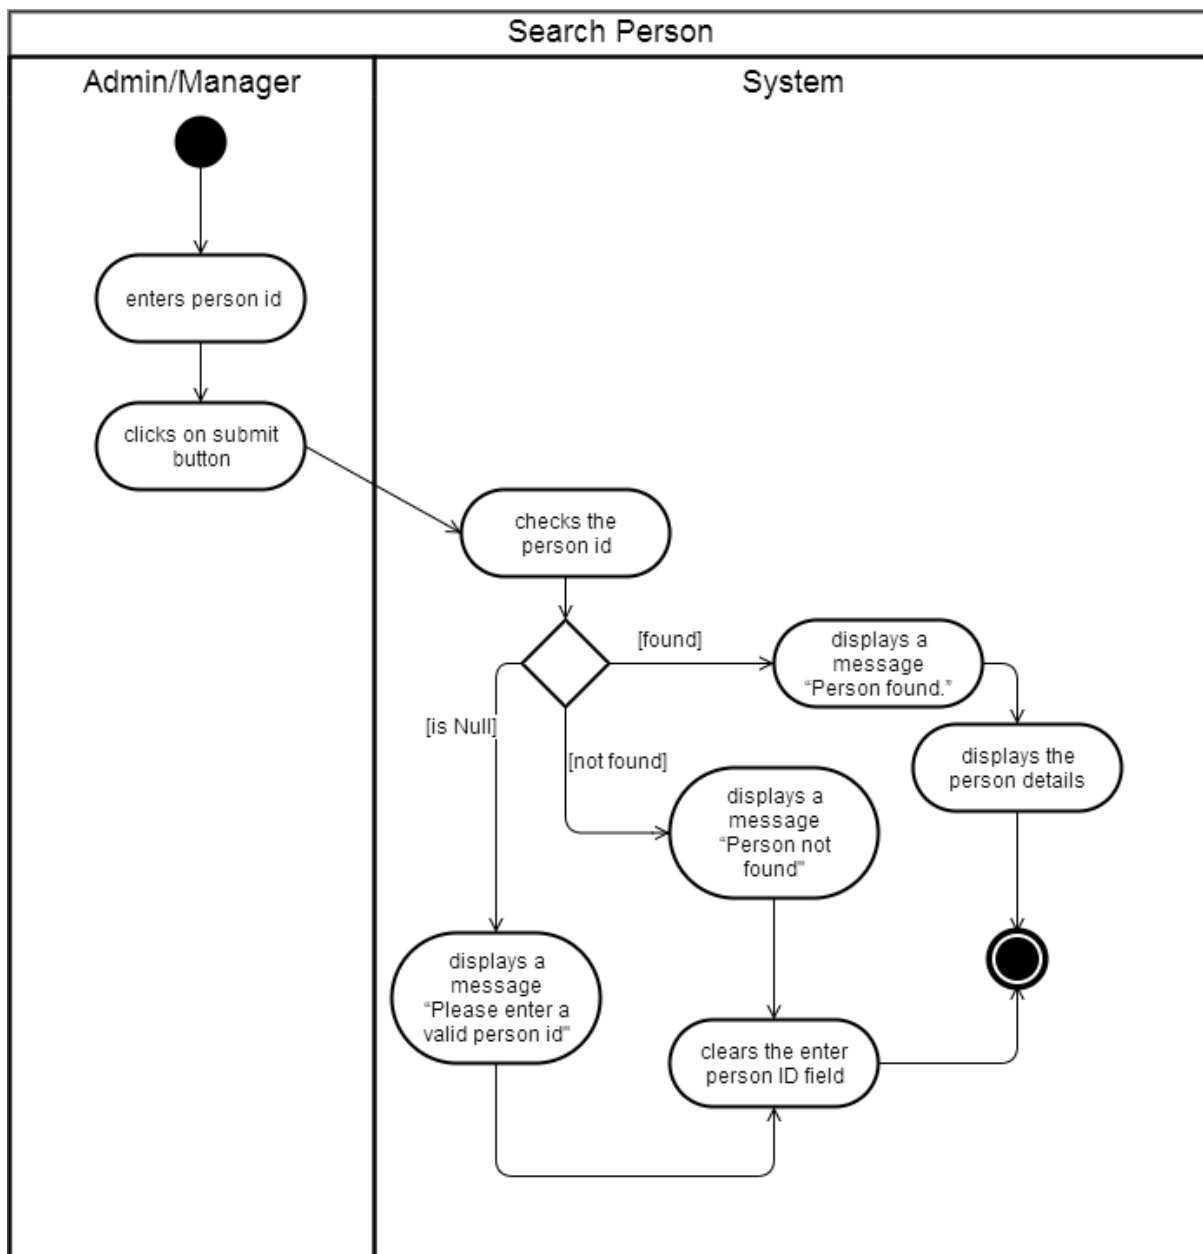 Search Person
Admin/Manager
System
enters person id
clicks on submit
button
checks the
person id
[found]
displays a
message
“Person found.”
[is Null]
[not found]
displays the
person details
displays a
message
“Person not
found”
displays a
message
“Please enter a
valid person id”
clears the enter
person ID field